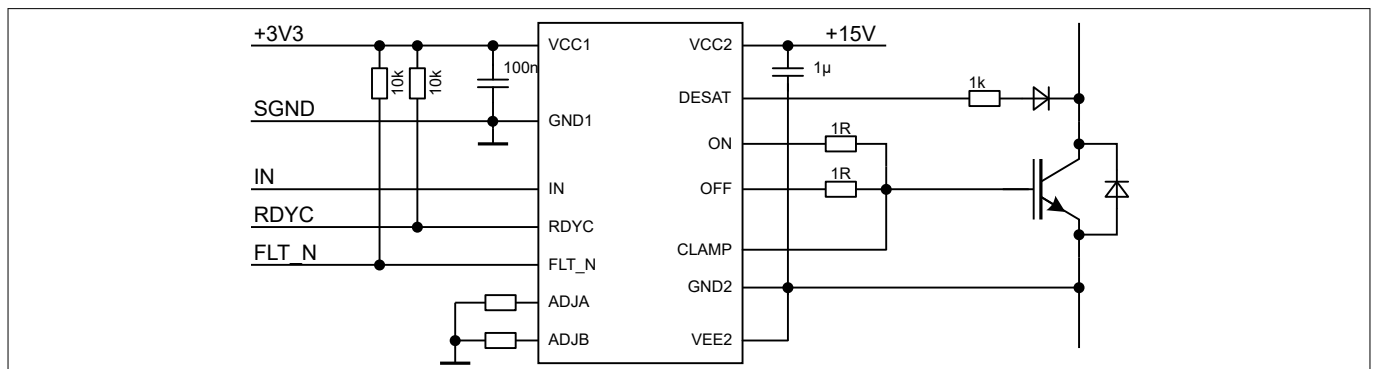 +3V3
VCC1
VCC2
+15V
10k
10k
100n
1µ
DESAT
1k
SGND
GND1
ON
1R
IN
IN
OFF
1R
RDYC
RDYC
CLAMP
FLT_N
FLT_N
GND2
ADJA
ADJB
VEE2